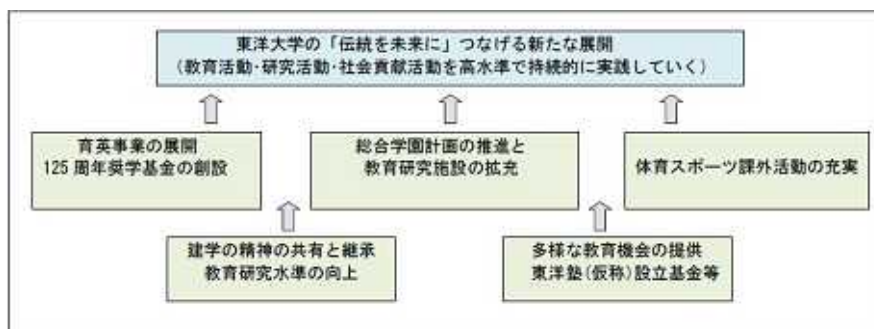 東洋大学の「伝統を未来に」つなげる新たな展開
(教育活動・研究活動・社会貢献活動を高水準で持続的に実践していく)
育英事業の展開
125周年奨学基金の創設
総合学園計画の推進と
教育研究施設の拡充
体育スポーツ課外活動の充実
建学の精神の共有と継承
教育研究水準の向上
多様な教育機会の提供
東洋塾(仮称)設立基金等